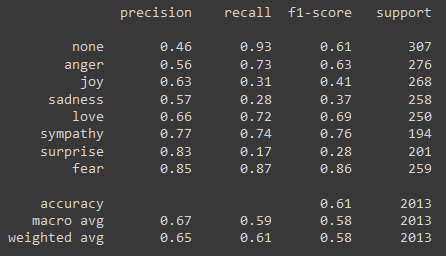 precision recall f1-score support
none 0.46 0.93 0.61 307
anger 0.56 0.73 0.63 276
joy 0.63 0.31 0.41 268
sadness 0.57 0.28 0.37 258
love 0.66 0.72 0.69 250
sympathy 0.77 0.74 0.76 194
surprise 0.83 0.17 0.28 201
fear 0.85 0.87 0.86 259
accuracy 0.61 2013
macro avg 0.67 0.59 0.58 2013
weighted avg 0.65 0.61 0.58 2013